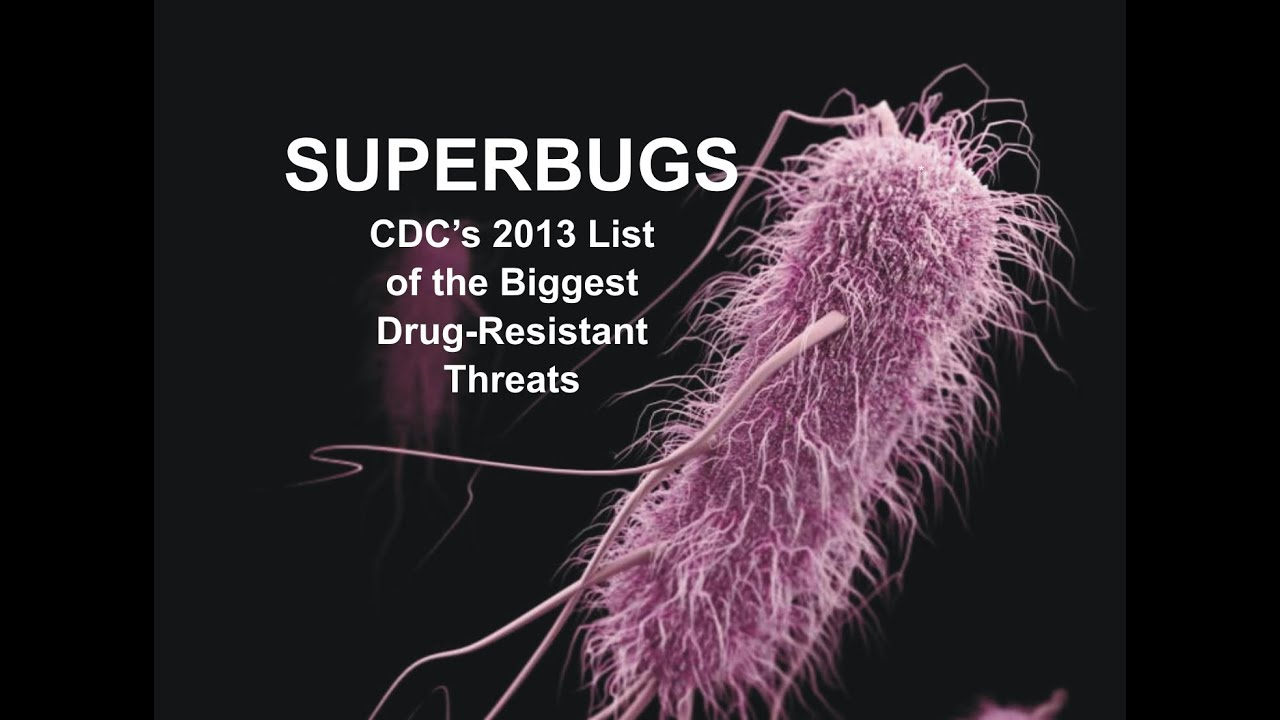 SUPERBUGS
CDC’s 2013 List
of the Biggest
Drug-Resistant
Threats